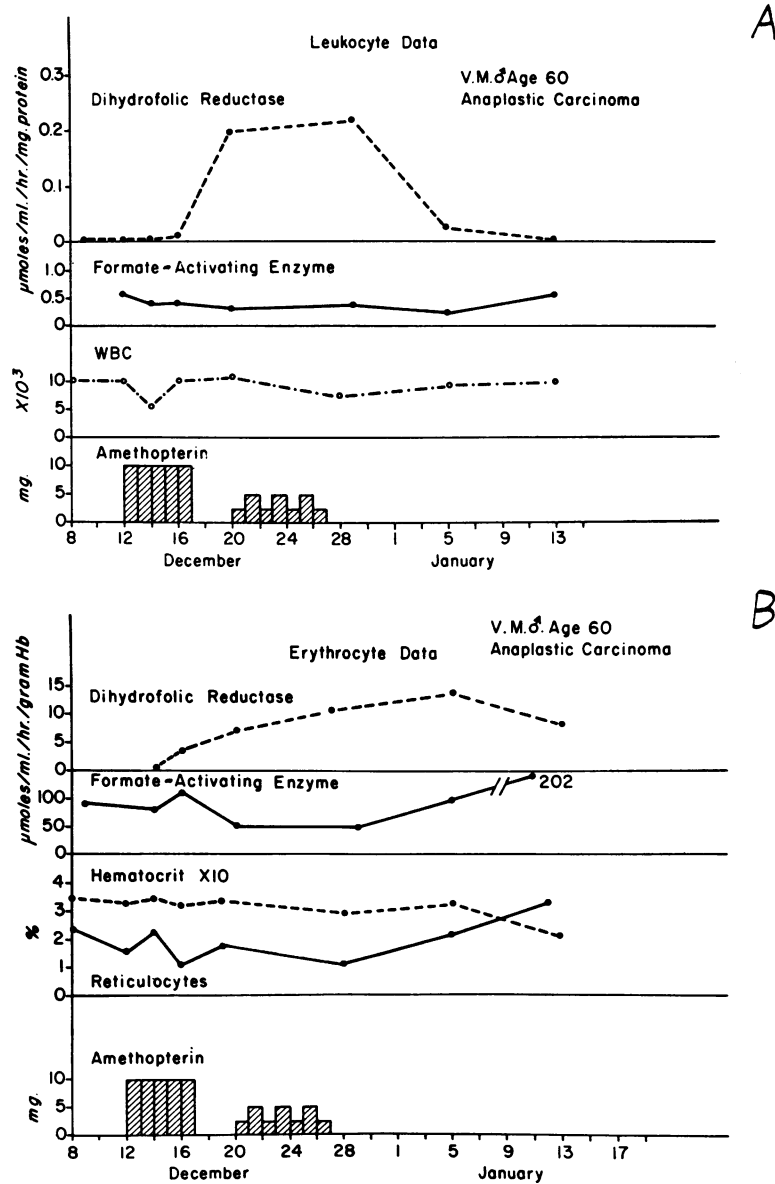 A
Leukocyte Data
V.M.♂Age 60
Anaplastic Carcinoma
Dihydrofolic Reductase
0.3
0.2
0.1
0
μmoles/ml./hr./mg.protein
Formate-Activating Enzyme
1.0
0.5
0
WBC
X10³
10
5
0
Amethopterin
mg.
10
5
0
8 12 16 20 24 28 1 5 9 13
December January
B
V.M.♂. Age 60
Anaplastic Carcinoma
Erythrocyte Data
Dihydrofolic Reductase
15
10
5
0
μmoles/ml./hr./gramHb
Formate-Activating Enzyme
202
100
50
0
Hematocrit X10
4
3
2
1
0
%
Reticulocytes
Amethopterin
mg.
10
5
0
8 12 16 20 24 28 1 5 9 13 17
December January